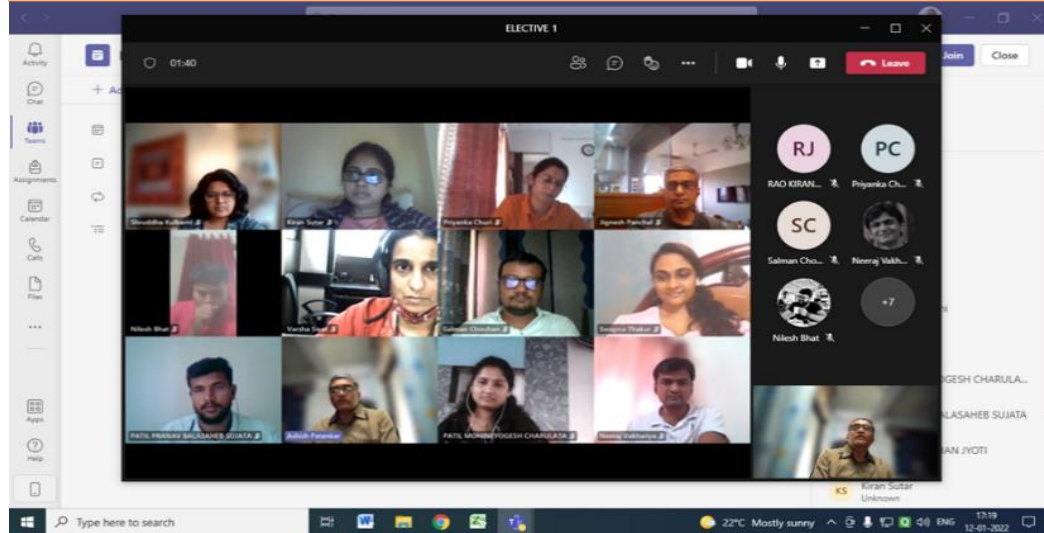 ELECTIVE 1
Activity
01:40
Leave
Join
Close
Chat
Teams
RJ
PC
Assignments
RAO KIRAN...
Priyanka Ch...
Shraddha Kulkarni
Kiran Sutar
Priyanka Churi
Jignesh Panchal
Calendar
SC
Calls
Salman Cho...
Neeraj Vakh...
Files
+7
Nilesh Bhat
Varsha
Salman Chouhan
Swapna Thakur
Nilesh Bhat
OGESH CHARULA...
Apps
ALASAHEB SUJATA
PATIL PRANAV BALASAHEB SUJATA
Ashish Patankar
PATIL MOHINI YOGESH CHARULATA
Neeraj Vakhariya
Help
HAN JYOTI
KS
Kiran Sutar
Unknown
Type here to search
22°C Mostly sunny
ENG
17:19
12-01-2022